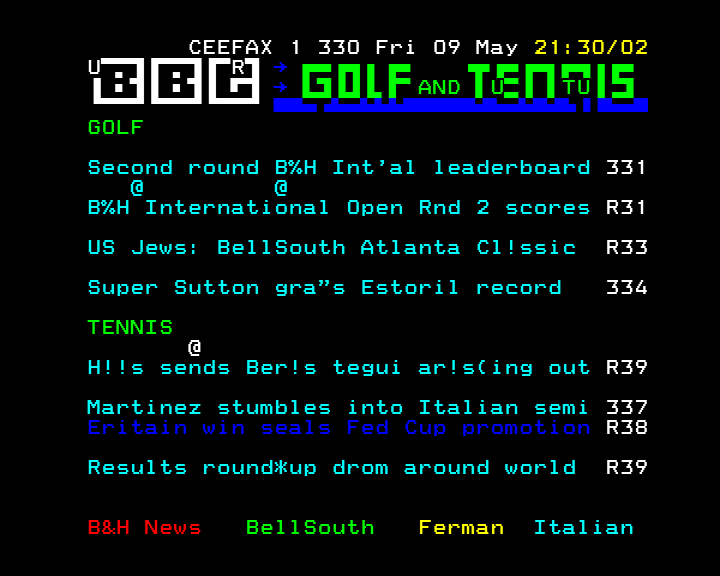 CEEFAX 1 330 Fri 09 May 21:30/02
U BBC R → GOLF AND TENNIS U TU
→
GOLF
Second round B%H Int'al leaderboard 331
@ @
B%H International Open Rnd 2 scores R31
US Jews: BellSouth Atlanta Cl!ssic R33
Super Sutton gra”s Estoril record 334
TENNIS
@
H!!s sends Ber!s tegui ar!s(ing out R39
Martinez stumbles into Italian semi 337
Eritain win seals Fed Cup promotion R38
Results round*up drom around world R39
B&H News BellSouth Ferman Italian